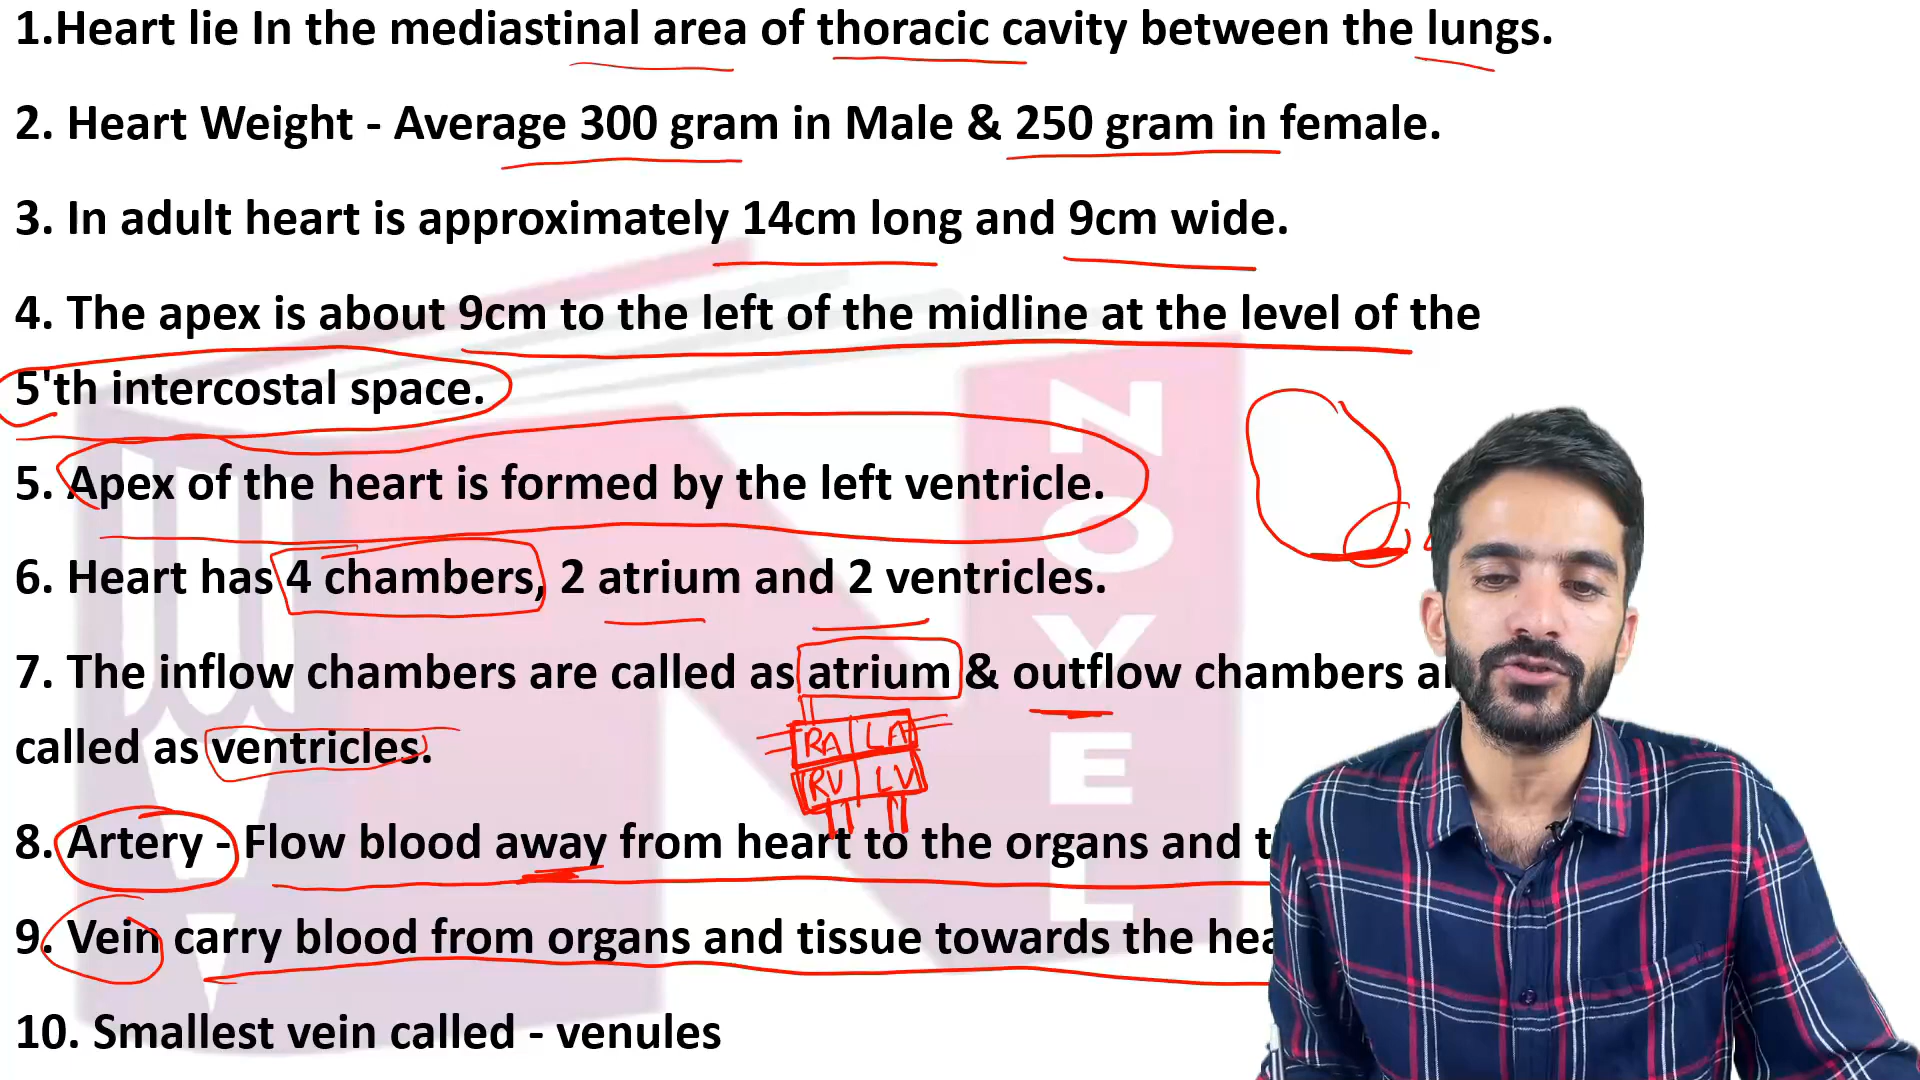 1.Heart lie In the mediastinal area of thoracic cavity between the lungs.
2. Heart Weight - Average 300 gram in Male & 250 gram in female.
3. In adult heart is approximately 14cm long and 9cm wide.
4. The apex is about 9cm to the left of the midline at the level of the
5'th intercostal space.
5. Apex of the heart is formed by the left ventricle.
6. Heart has 4 chambers, 2 atrium and 2 ventricles.
7. The inflow chambers are called as atrium & outflow chambers
called as ventricles.
RA LA
RV LV
8. Artery - Flow blood away from heart to the organs and
9. Vein carry blood from organs and tissue towards the
10. Smallest vein called - venules
NOVEL